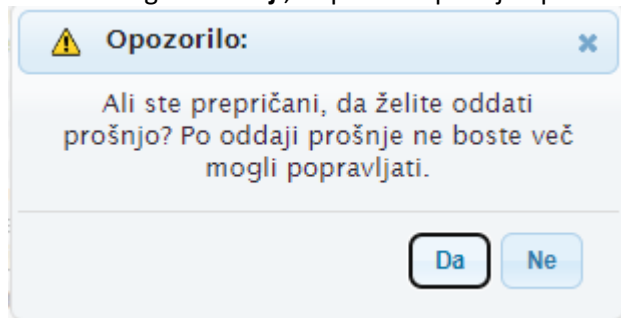 Opozorilo:
Ali ste prepričani, da želite oddati
prošnjo? Po oddaji prošnje ne boste več
mogli popravljati.
Da Ne